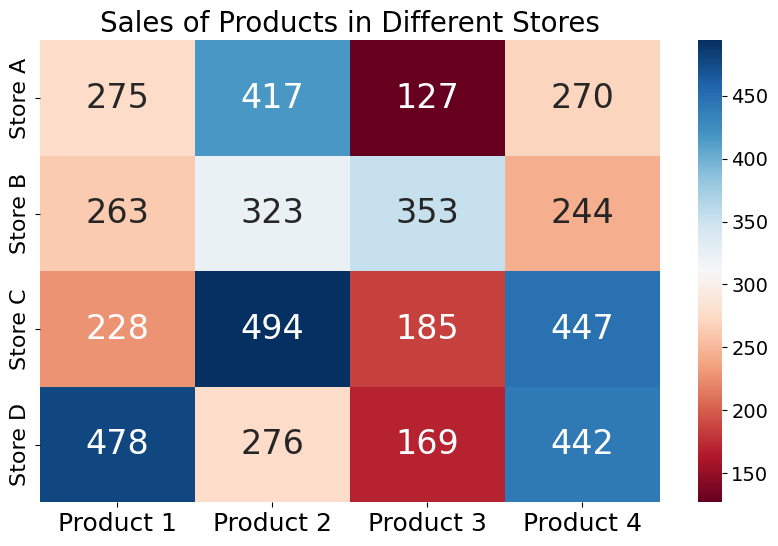 Sales of Products in Different Stores
Store A
275 417 127 270
Store B
263 323 353 244
Store C
228 494 185 447
Store D
478 276 169 442
Product 1 Product 2 Product 3 Product 4
450
400
350
300
250
200
150